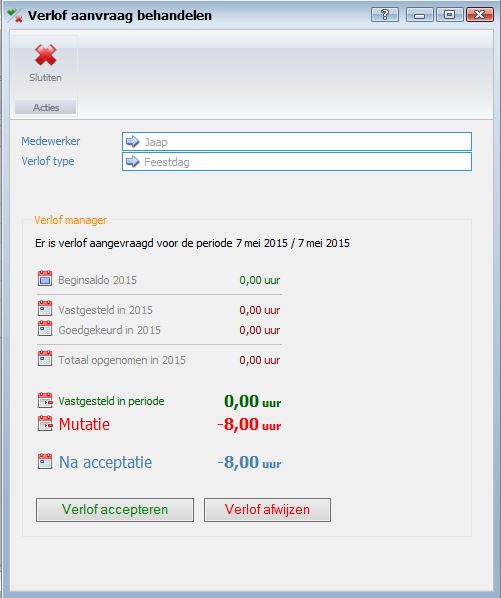 Verlof aanvraag behandelen
Slutiten
Acties
Medewerker Jaap
Verlof type Feestdag
Verlof manager
Er is verlof aangevraagd voor de periode 7 mei 2015 / 7 mei 2015
Beginsaldo 2015 0,00 uur
Vastgesteld in 2015 0,00 uur
Goedgekeurd in 2015 0,00 uur
Totaal opgenomen in 2015 0,00 uur
Vastgesteld in periode 0,00 uur
Mutatie -8,00 uur
Na acceptatie -8,00 uur
Verlof accepteren Verlof afwijzen